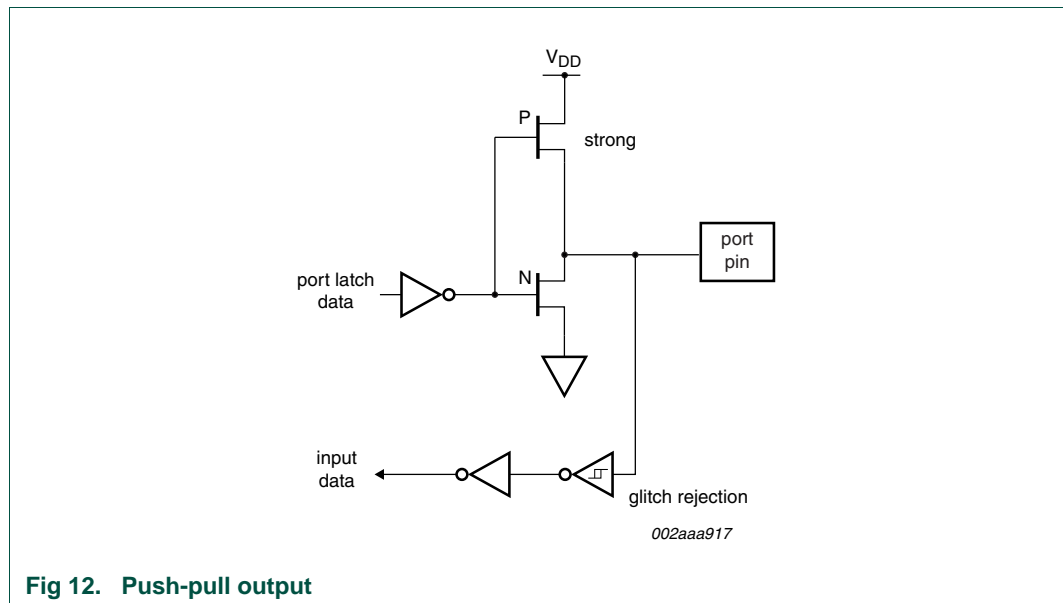 VDD
P
strong
port
pin
N
port latch
data
input
data
glitch rejection
002aaa917
Fig 12. Push-pull output